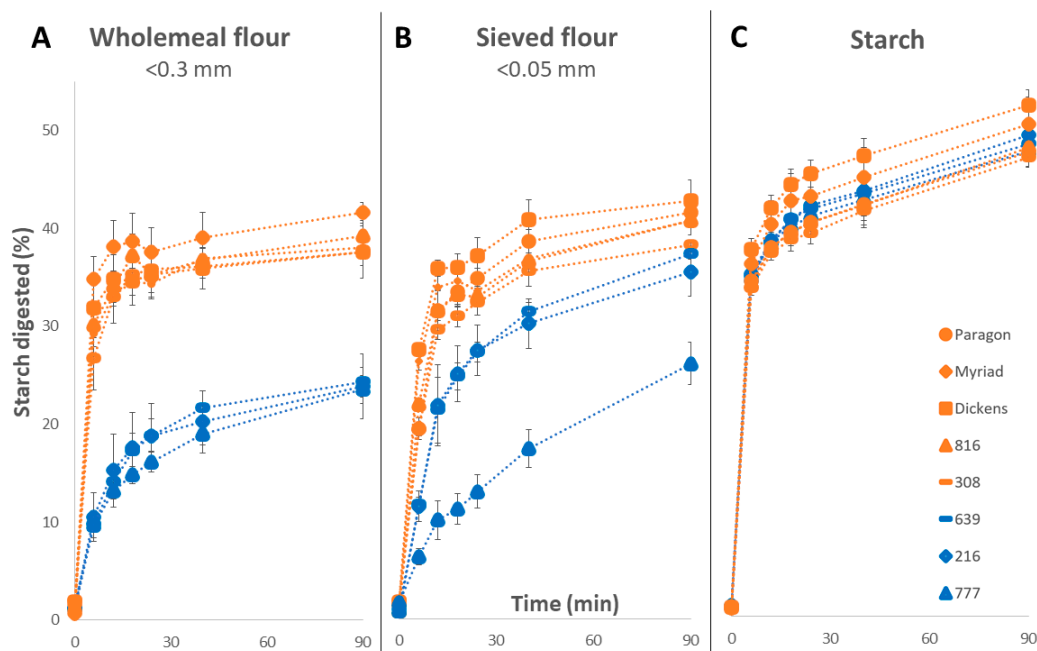 A
Wholemeal flour
<0.3 mm
B
Sieved flour
<0.05 mm
C
Starch
Starch digested (%)
50
40
30
20
10
0
0
30
60
90
0
30
60
90
0
30
60
90
Time (min)
Paragon
Myriad
Dickens
816
308
639
216
777